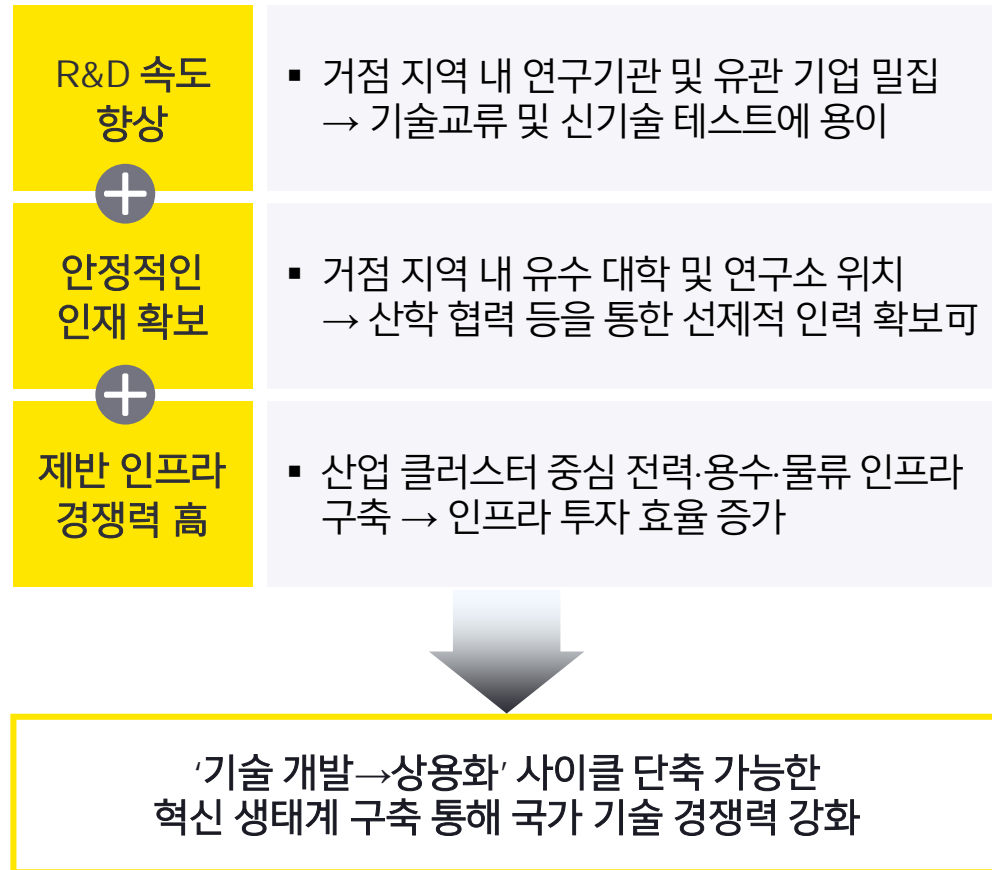 R&D 속도
향상
▪ 거점 지역 내 연구기관 및 유관 기업 밀집
→ 기술교류 및 신기술 테스트에 용이
안정적인
인재 확보
▪ 거점 지역 내 유수 대학 및 연구소 위치
→ 산학 협력 등을 통한 선제적 인력 확보可
제반 인프라
경쟁력 高
▪ 산업 클러스터 중심 전력·용수·물류 인프라
구축 → 인프라 투자 효율 증가
‘기술 개발→상용화’ 사이클 단축 가능한
혁신 생태계 구축 통해 국가 기술 경쟁력 강화